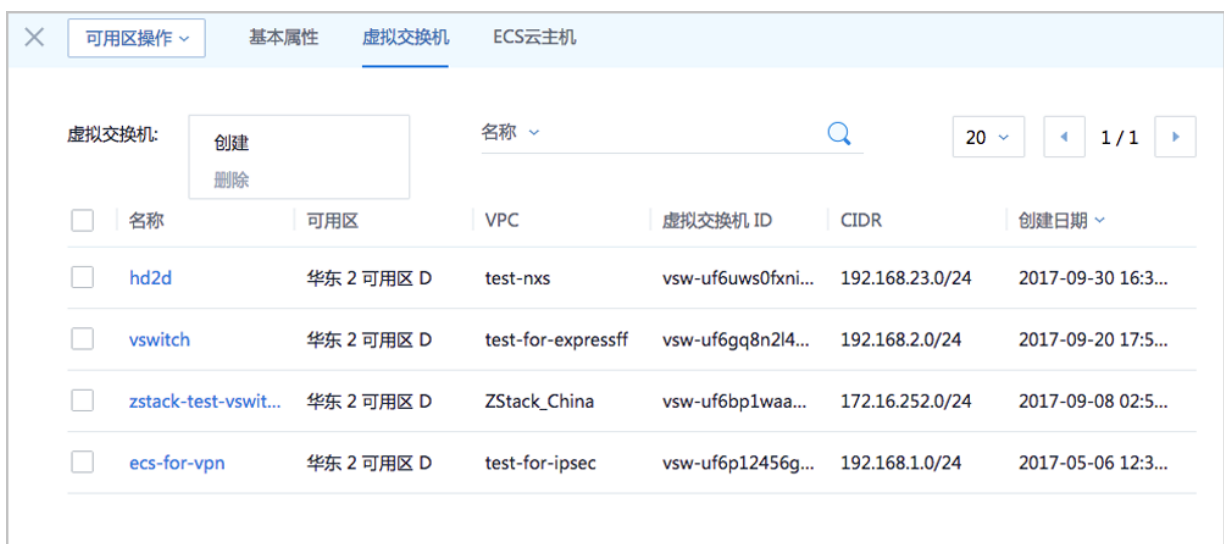 可用区操作 基本属性 虚拟交换机 ECS云主机
虚拟交换机: 创建 名称 20 1 / 1
删除
名称 可用区 VPC 虚拟交换机 ID CIDR 创建日期
hd2d 华东 2 可用区 D test-nxs vsw-uf6uws0fxni... 192.168.23.0/24 2017-09-30 16:3...
vswitch 华东 2 可用区 D test-for-expressff vsw-uf6gq8n2l4... 192.168.2.0/24 2017-09-20 17:5...
zstack-test-vswit... 华东 2 可用区 D ZStack_China vsw-uf6bp1waa... 172.16.252.0/24 2017-09-08 02:5...
ecs-for-vpn 华东 2 可用区 D test-for-ipsec vsw-uf6p12456g... 192.168.1.0/24 2017-05-06 12:3...